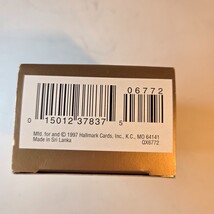 06772
0 15012 37837 5
Mfd. for and © 1997 Hallmark Cards, Inc., K.C., MO 64141
Made in Sri Lanka QX6772